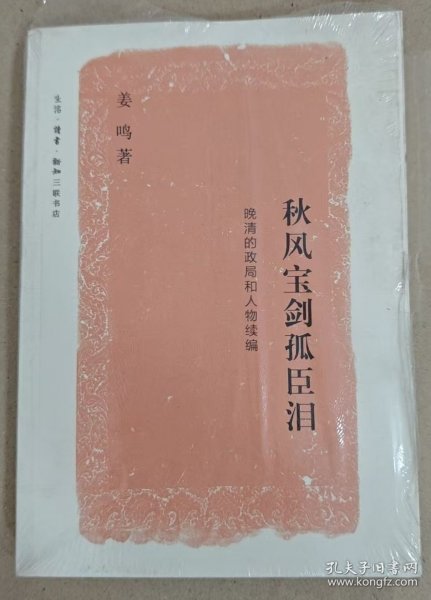 秋风宝剑孤臣泪
晚清的政局和人物续编
姜鸣著
生活·讀書·新知三联书店
孔夫子旧书网
www.kongfz.com